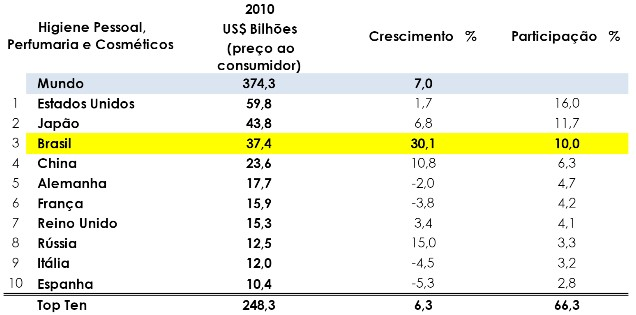 Higiene Pessoal, Perfumaria e Cosméticos 2010 US$ Bilhões (preço ao consumidor) Crescimento % Participação %
Mundo 374,3 7,0
1 Estados Unidos 59,8 1,7 16,0
2 Japão 43,8 6,8 11,7
3 Brasil 37,4 30,1 10,0
4 China 23,6 10,8 6,3
5 Alemanha 17,7 -2,0 4,7
6 França 15,9 -3,8 4,2
7 Reino Unido 15,3 3,4 4,1
8 Rússia 12,5 15,0 3,3
9 Itália 12,0 -4,5 3,2
10 Espanha 10,4 -5,3 2,8
Top Ten 248,3 6,3 66,3